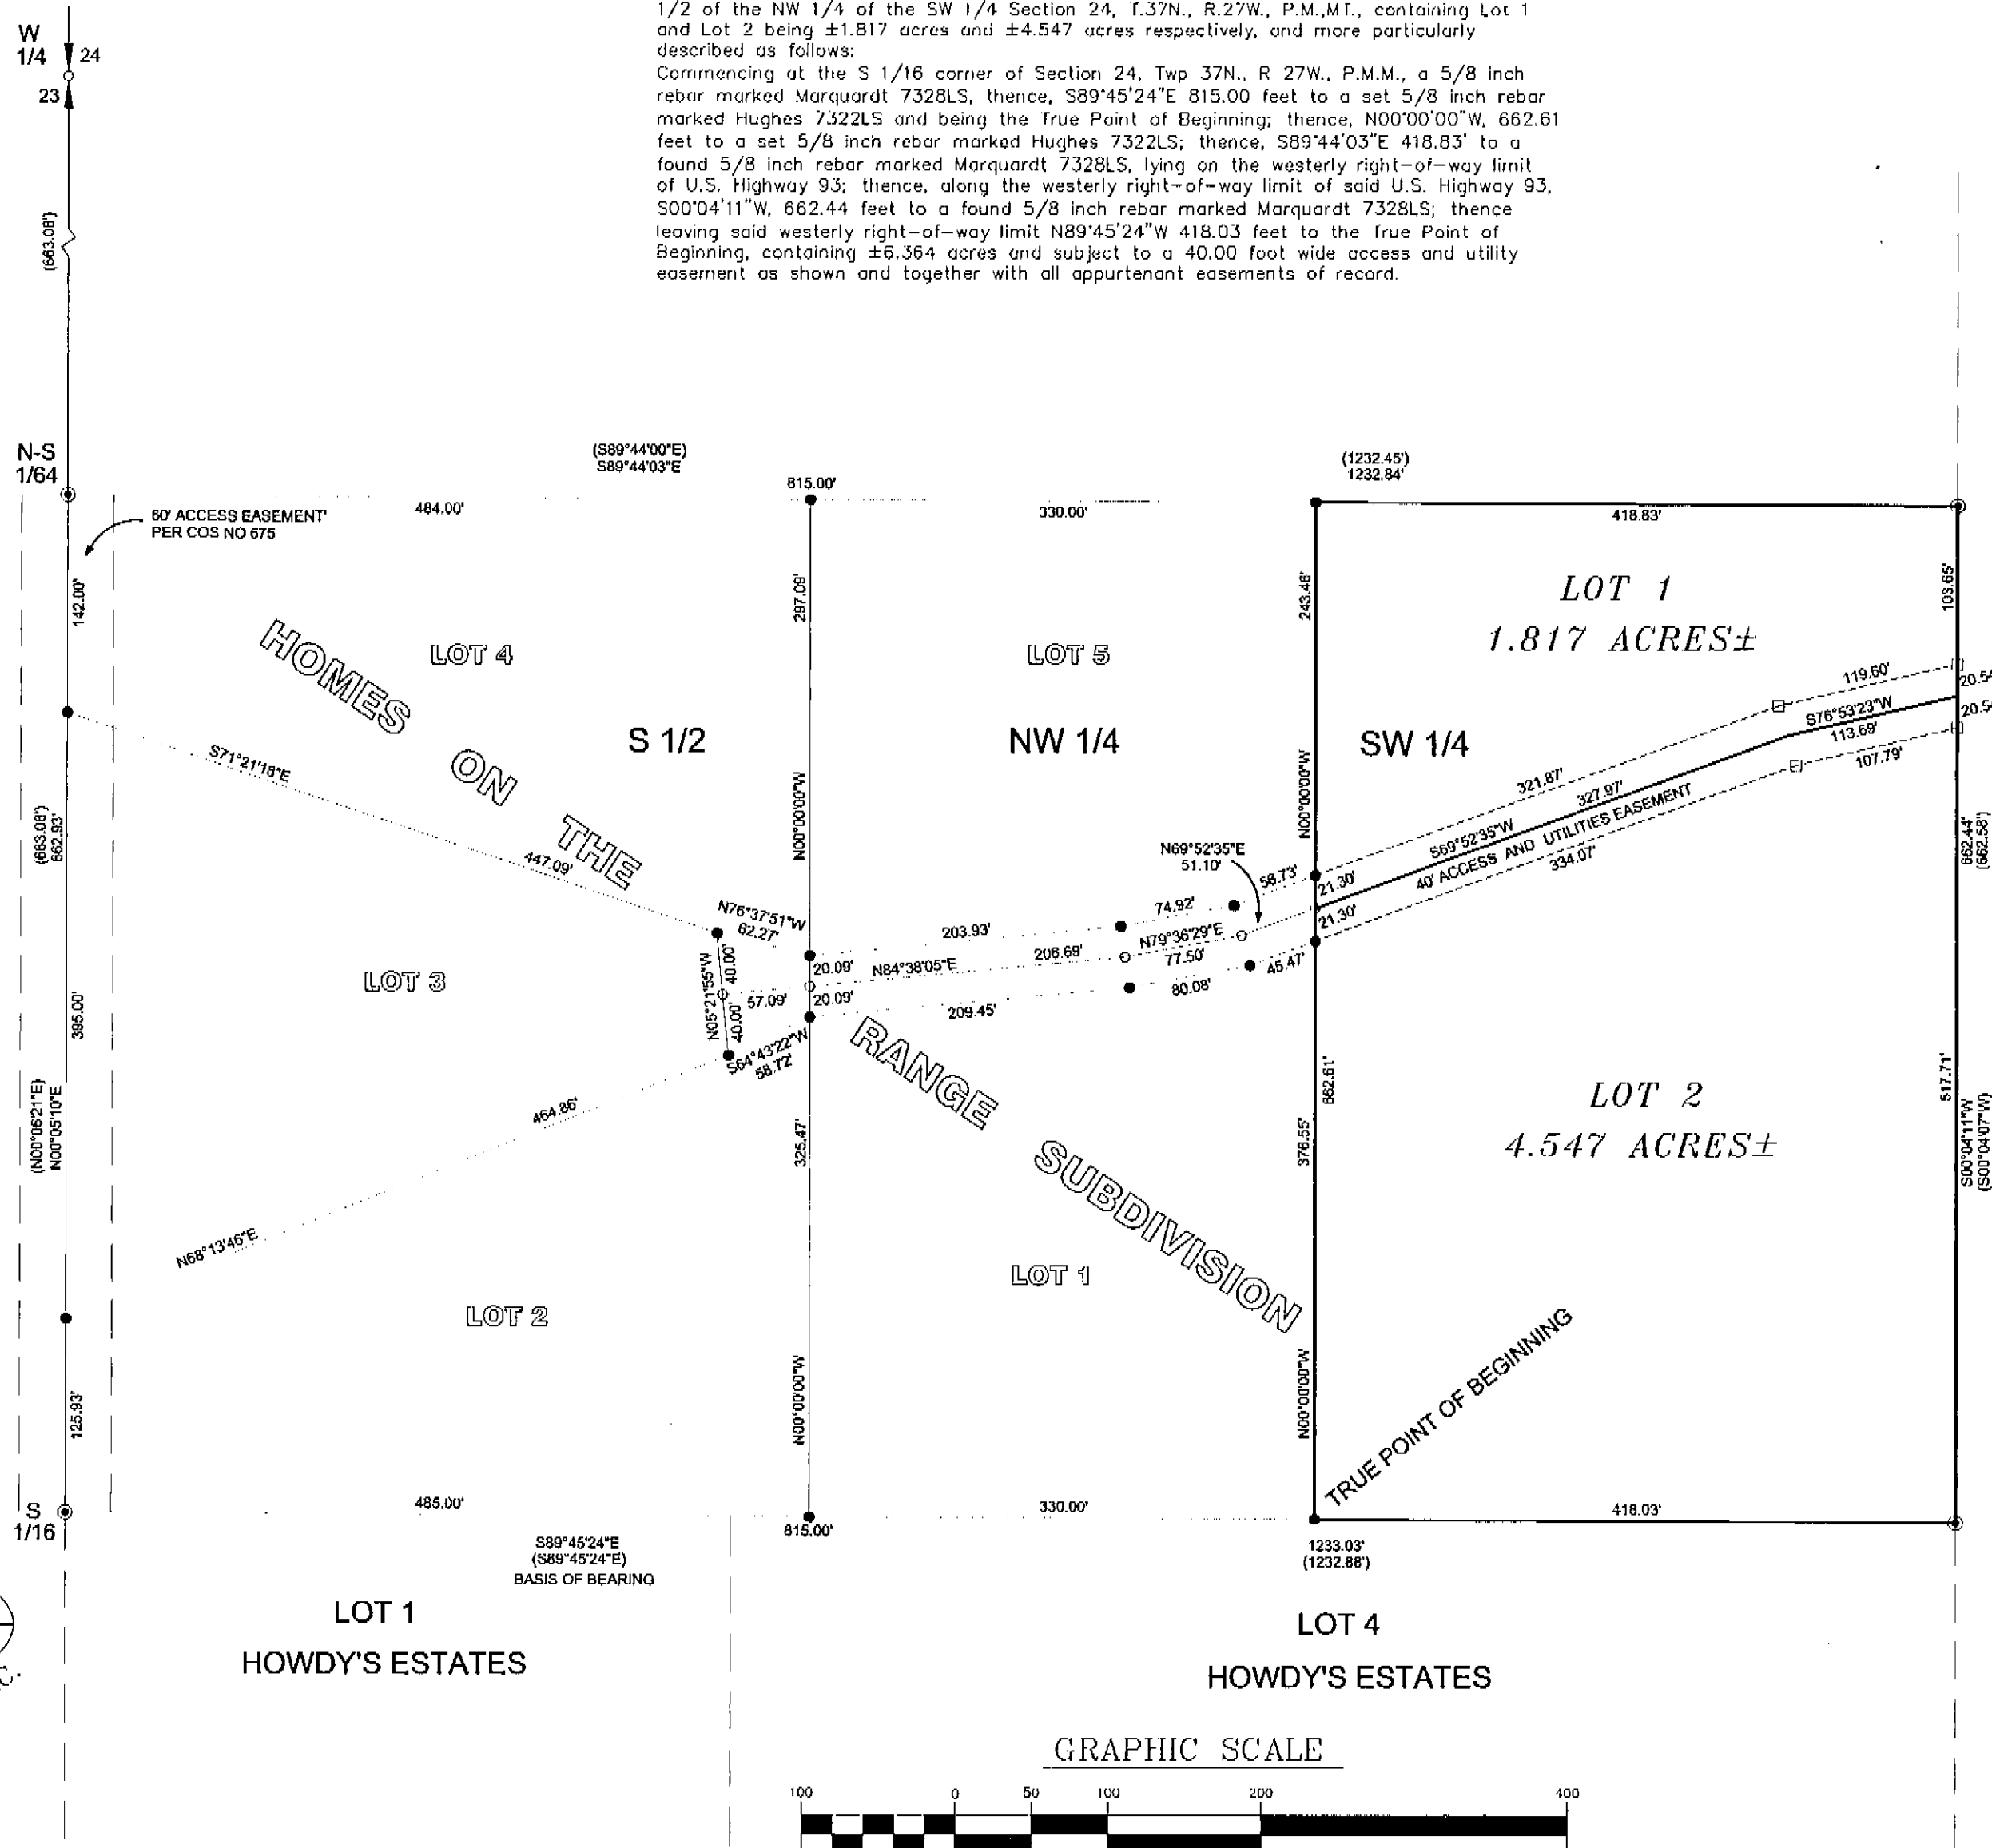 1/2 of the NW 1/4 of the SW 1/4 Section 24, T.37N., R.27W., P.M.,MT., containing Lot 1
and Lot 2 being ±1.817 acres and ±4.547 acres respectively, and more particularly
described as follows:
Commencing at the S 1/16 corner of Section 24, Twp 37N., R 27W., P.M.M., a 5/8 inch
rebar marked Marquardt 7328LS, thence, S89°45'24"E 815.00 feet to a set 5/8 inch rebar
marked Hughes 7322LS and being the True Point of Beginning; thence, N00°00'00"W, 662.61
feet to a set 5/8 inch rebar marked Hughes 7322LS; thence, S89°44'03"E 418.83' to a
found 5/8 inch rebar marked Marquardt 7328LS, lying on the westerly right-of-way limit
of U.S. Highway 93; thence, along the westerly right-of-way limit of said U.S. Highway 93,
S00°04'11"W, 662.44 feet to a found 5/8 inch rebar marked Marquardt 7328LS; thence
leaving said westerly right-of-way limit N89°45'24"W 418.03 feet to the True Point of
Beginning, containing ±6.364 acres and subject to a 40.00 foot wide access and utility
easement as shown and together with all appurtenant easements of record.
W
1/4
24
23
(663.08')
N-S
1/64
(S89°44'00"E)
S89°44'03"E
(1232.45')
1232.84'
815.00'
484.00'
330.00'
418.83'
60' ACCESS EASEMENT'
PER COS NO 675
142.00'
297.09'
243.46'
103.65'
LOT 1
1.817 ACRES±
HOMES ON THE
LOT 4
LOT 5
S 1/2
NW 1/4
SW 1/4
119.60'
20.54
S76°53'23"W
20.54
113.69'
107.79'
S71°21'18"E
447.09'
N00°00'00"W
N00°00'00"W
321.87'
327.97'
S69°52'35"W
40' ACCESS AND UTILITIES EASEMENT
334.07'
(663.08')
662.93'
662.44'
(662.58')
N69°52'35"E
51.10'
58.73'
21.30'
21.30'
N76°37'51"W
62.27'
203.93'
74.92'
N79°36'29"E
77.50'
LOT 3
N05°21'55"W
40.00'
40.00'
20.09'
20.09'
N84°38'05"E
206.69'
57.09'
209.45'
80.08'
45.47'
S64°43'22"W
58.72'
395.00'
RANGE SUBDIVISION
464.86'
325.47'
662.61"
376.55'
517.71'
LOT 2
4.547 ACRES±
(N00°06'21"E)
N00°05'10"E
S00°04'11"W
(S00°04'07"W)
N68°13'46"E
LOT 2
LOT 1
TRUE POINT OF BEGINNING
125.93'
N00°00'00"W
N00°00'00"W
S
1/16
485.00'
330.00'
418.03'
815.00'
S89°45'24"E
(S89°45'24"E)
BASIS OF BEARING
1233.03'
(1232.88')
LOT 1
HOWDY'S ESTATES
LOT 4
HOWDY'S ESTATES
GRAPHIC SCALE
100 0 50 100 200 400